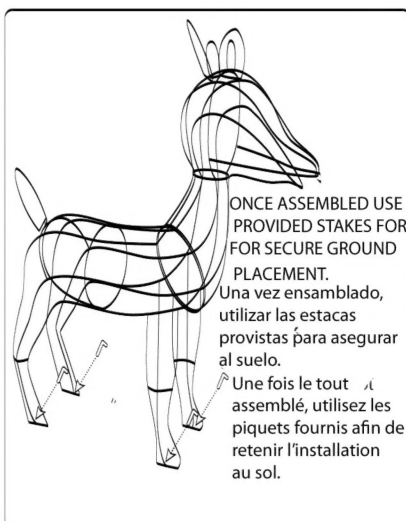 ONCE ASSEMBLED USE
PROVIDED STAKES FOR
FOR SECURE GROUND
PLACEMENT.
Una vez ensamblado,
utilizar las estacas
provistas para asegurar
al suelo.
Une fois le tout
assemblé, utilisez les
piquets fournis afin de
retenir l'installation
au sol.